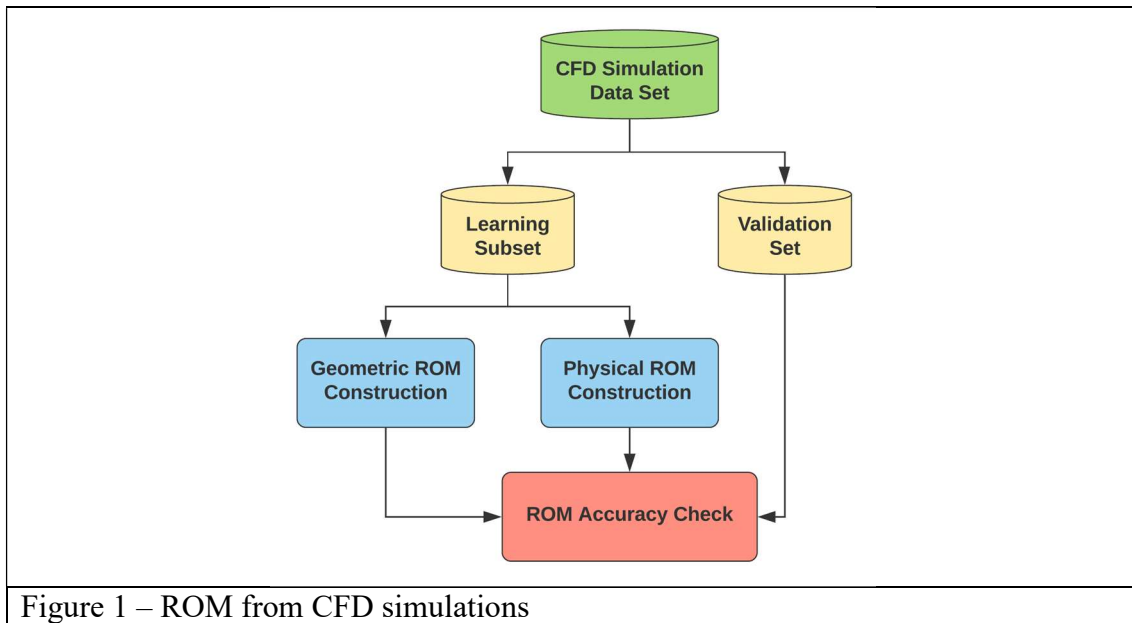 CFD Simulation
Data Set
Learning
Subset
Validation
Set
Geometric ROM
Construction
Physical ROM
Construction
ROM Accuracy Check
Figure 1 – ROM from CFD simulations